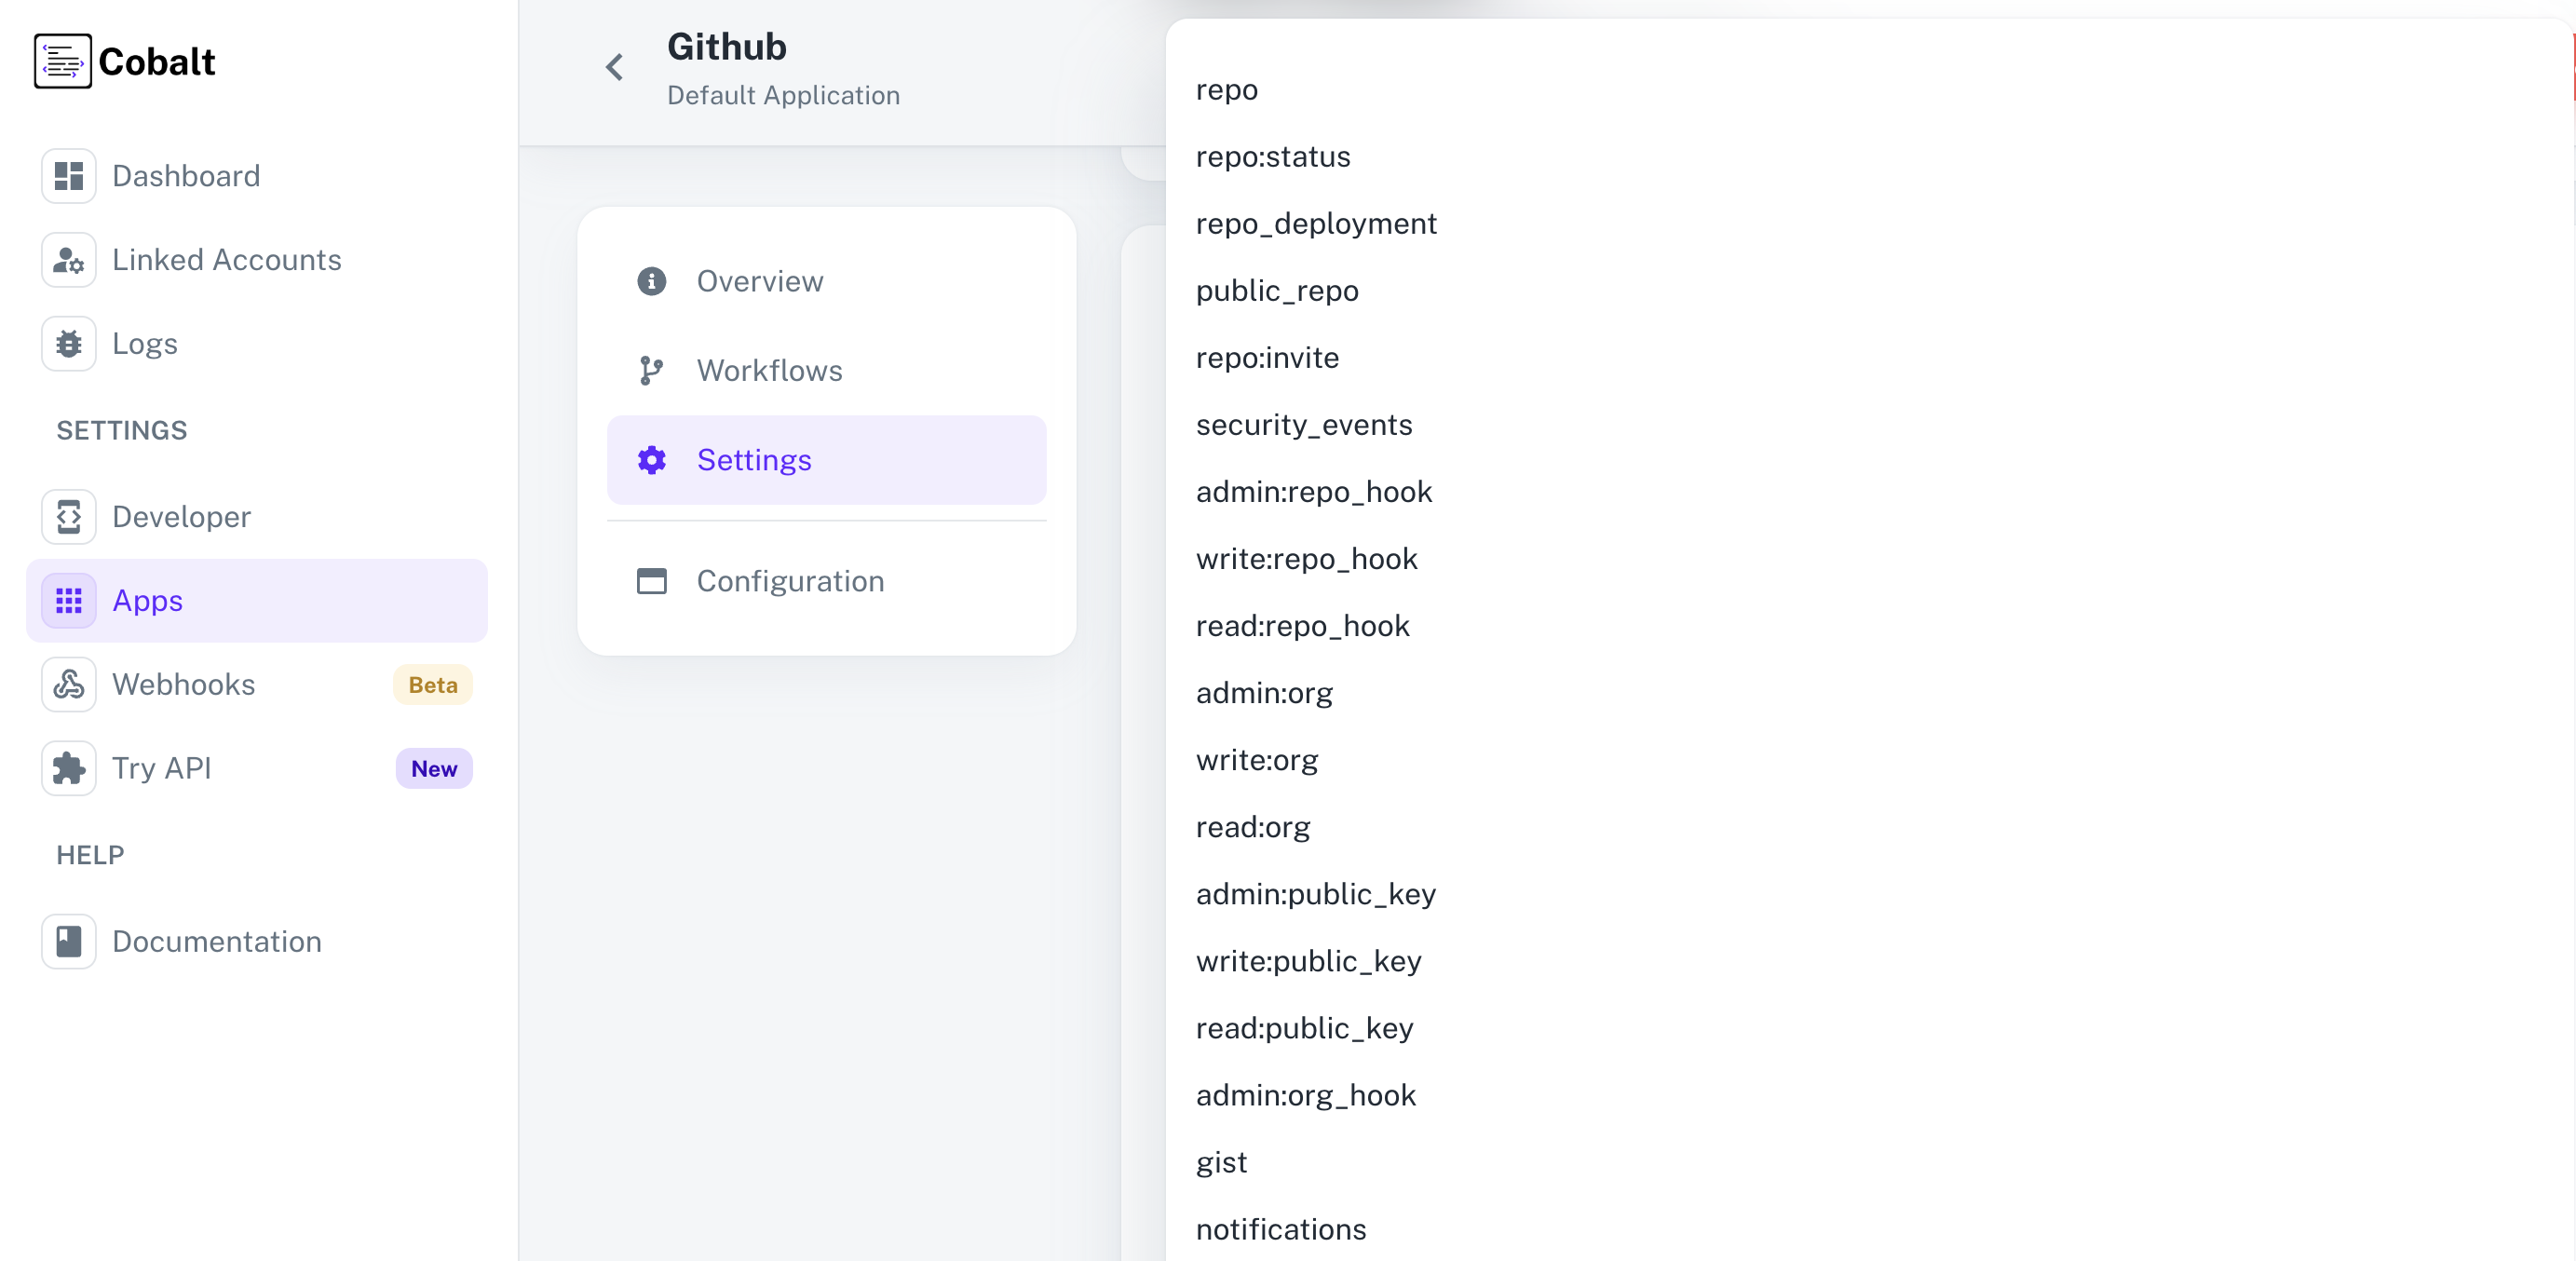 Cobalt
Dashboard
Linked Accounts
Logs
SETTINGS
Developer
Apps
Webhooks Beta
Try API New
HELP
Documentation
Github
Default Application
Overview
Workflows
Settings
Configuration
repo
repo:status
repo_deployment
public_repo
repo:invite
security_events
admin:repo_hook
write:repo_hook
read:repo_hook
admin:org
write:org
read:org
admin:public_key
write:public_key
read:public_key
admin:org_hook
gist
notifications